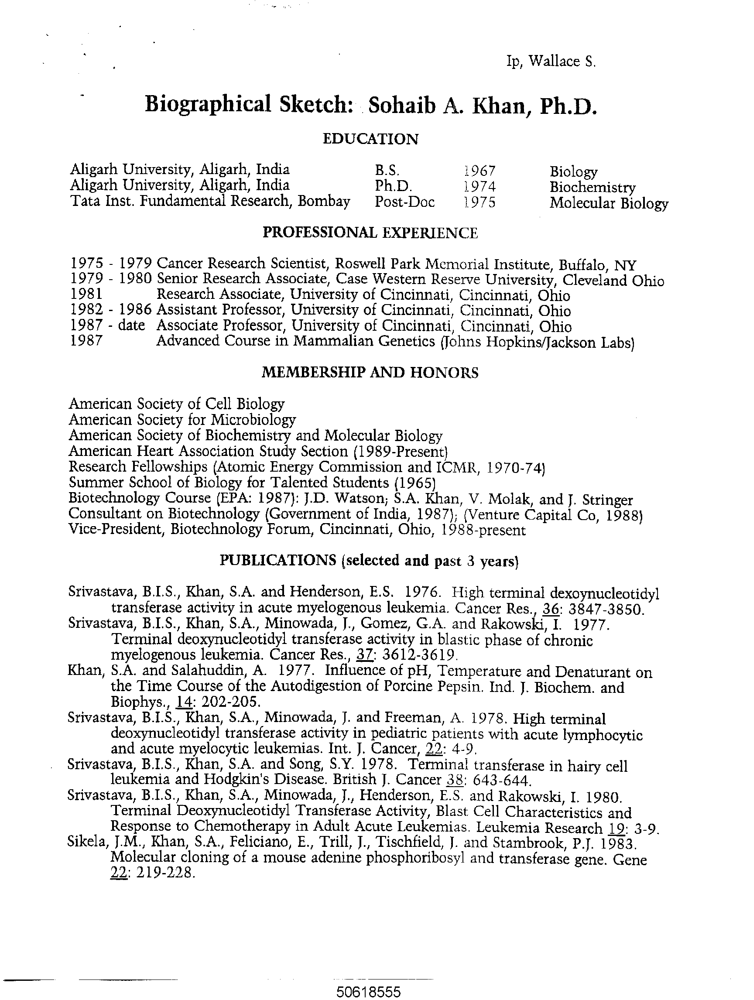 Ip, Wallace S.
Biographical Sketch: Sohaib A. Khan, Ph.D.
EDUCATION
Aligarh University, Aligarh, India B.S. 1967 Biology
Aligarh University, Aligarh, India Ph.D. 1974 Biochemistry
Tata Inst. Fundamental Research, Bombay Post-Doc 1975 Molecular Biology
PROFESSIONAL EXPERIENCE
1975 - 1979 Cancer Research Scientist, Roswell Park Memorial Institute, Buffalo, NY
1979 - 1980 Senior Research Associate, Case Western Reserve University, Cleveland Ohio
1981 Research Associate, University of Cincinnati, Cincinnati, Ohio
1982 - 1986 Assistant Professor, University of Cincinnati, Cincinnati, Ohio
1987 - date Associate Professor, University of Cincinnati, Cincinnati, Ohio
1987 Advanced Course in Mammalian Genetics (Johns Hopkins/Jackson Labs)
MEMBERSHIP AND HONORS
American Society of Cell Biology
American Society for Microbiology
American Society of Biochemistry and Molecular Biology
American Heart Association Study Section (1989-Present)
Research Fellowships (Atomic Energy Commission and ICMR, 1970-74)
Summer School of Biology for Talented Students (1965)
Biotechnology Course (EPA: 1987): J.D. Watson; S.A. Khan, V. Molak, and J. Stringer
Consultant on Biotechnology (Government of India, 1987); (Venture Capital Co, 1988)
Vice-President, Biotechnology Forum, Cincinnati, Ohio, 1988-present
PUBLICATIONS (selected and past 3 years)
Srivastava, B.I.S., Khan, S.A. and Henderson, E.S. 1976. High terminal dexoynucleotidyl
transferase activity in acute myelogenous leukemia. Cancer Res., 36: 3847-3850.
Srivastava, B.I.S., Khan, S.A., Minowada, J., Gomez, G.A. and Rakowski, I. 1977.
Terminal deoxynucleotidyl transferase activity in blastic phase of chronic
myelogenous leukemia. Cancer Res., 37: 3612-3619.
Khan, S.A. and Salahuddin, A. 1977. Influence of pH, Temperature and Denaturant on
the Time Course of the Autodigestion of Porcine Pepsin. Ind. J. Biochem. and
Biophys., 14: 202-205.
Srivastava, B.I.S., Khan, S.A., Minowada, J. and Freeman, A. 1978. High terminal
deoxynucleotidyl transferase activity in pediatric patients with acute lymphocytic
and acute myelocytic leukemias. Int. J. Cancer, 22: 4-9.
Srivastava, B.I.S., Khan, S.A. and Song, S.Y. 1978. Terminal transferase in hairy cell
leukemia and Hodgkin's Disease. British J. Cancer 38: 643-644.
Srivastava, B.I.S., Khan, S.A., Minowada, J., Henderson, E.S. and Rakowski, I. 1980.
Terminal Deoxynucleotidyl Transferase Activity, Blast Cell Characteristics and
Response to Chemotherapy in Adult Acute Leukemias. Leukemia Research 19: 3-9.
Sikela, J.M., Khan, S.A., Feliciano, E., Trill, J., Tischfield, J. and Stambrook, P.J. 1983.
Molecular cloning of a mouse adenine phosphoribosyl and transferase gene. Gene
22: 219-228.
50618555